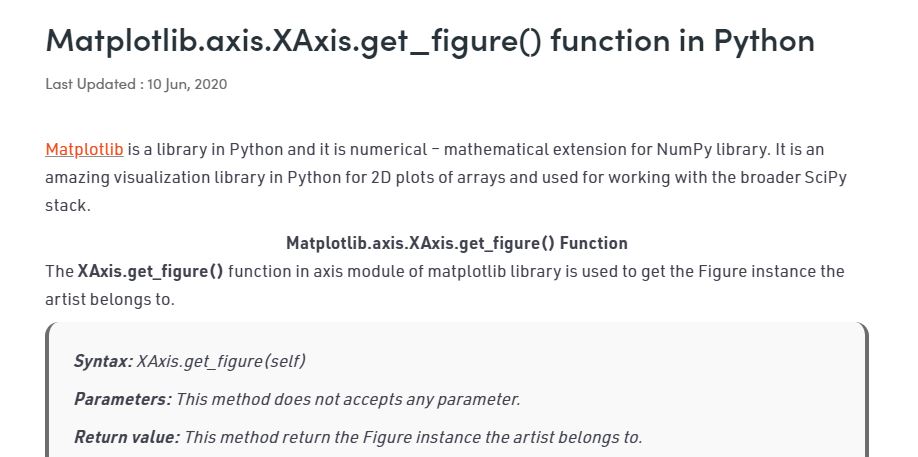 Matplotlib.axis.XAxis.get_figure() function in Python
Last Updated : 10 Jun, 2020
Matplotlib is a library in Python and it is numerical – mathematical extension for NumPy library. It is an
amazing visualization library in Python for 2D plots of arrays and used for working with the broader SciPy
stack.
Matplotlib.axis.XAxis.get_figure() Function
The XAxis.get_figure() function in axis module of matplotlib library is used to get the Figure instance the
artist belongs to.
Syntax: XAxis.get_figure(self)
Parameters: This method does not accepts any parameter.
Return value: This method return the Figure instance the artist belongs to.